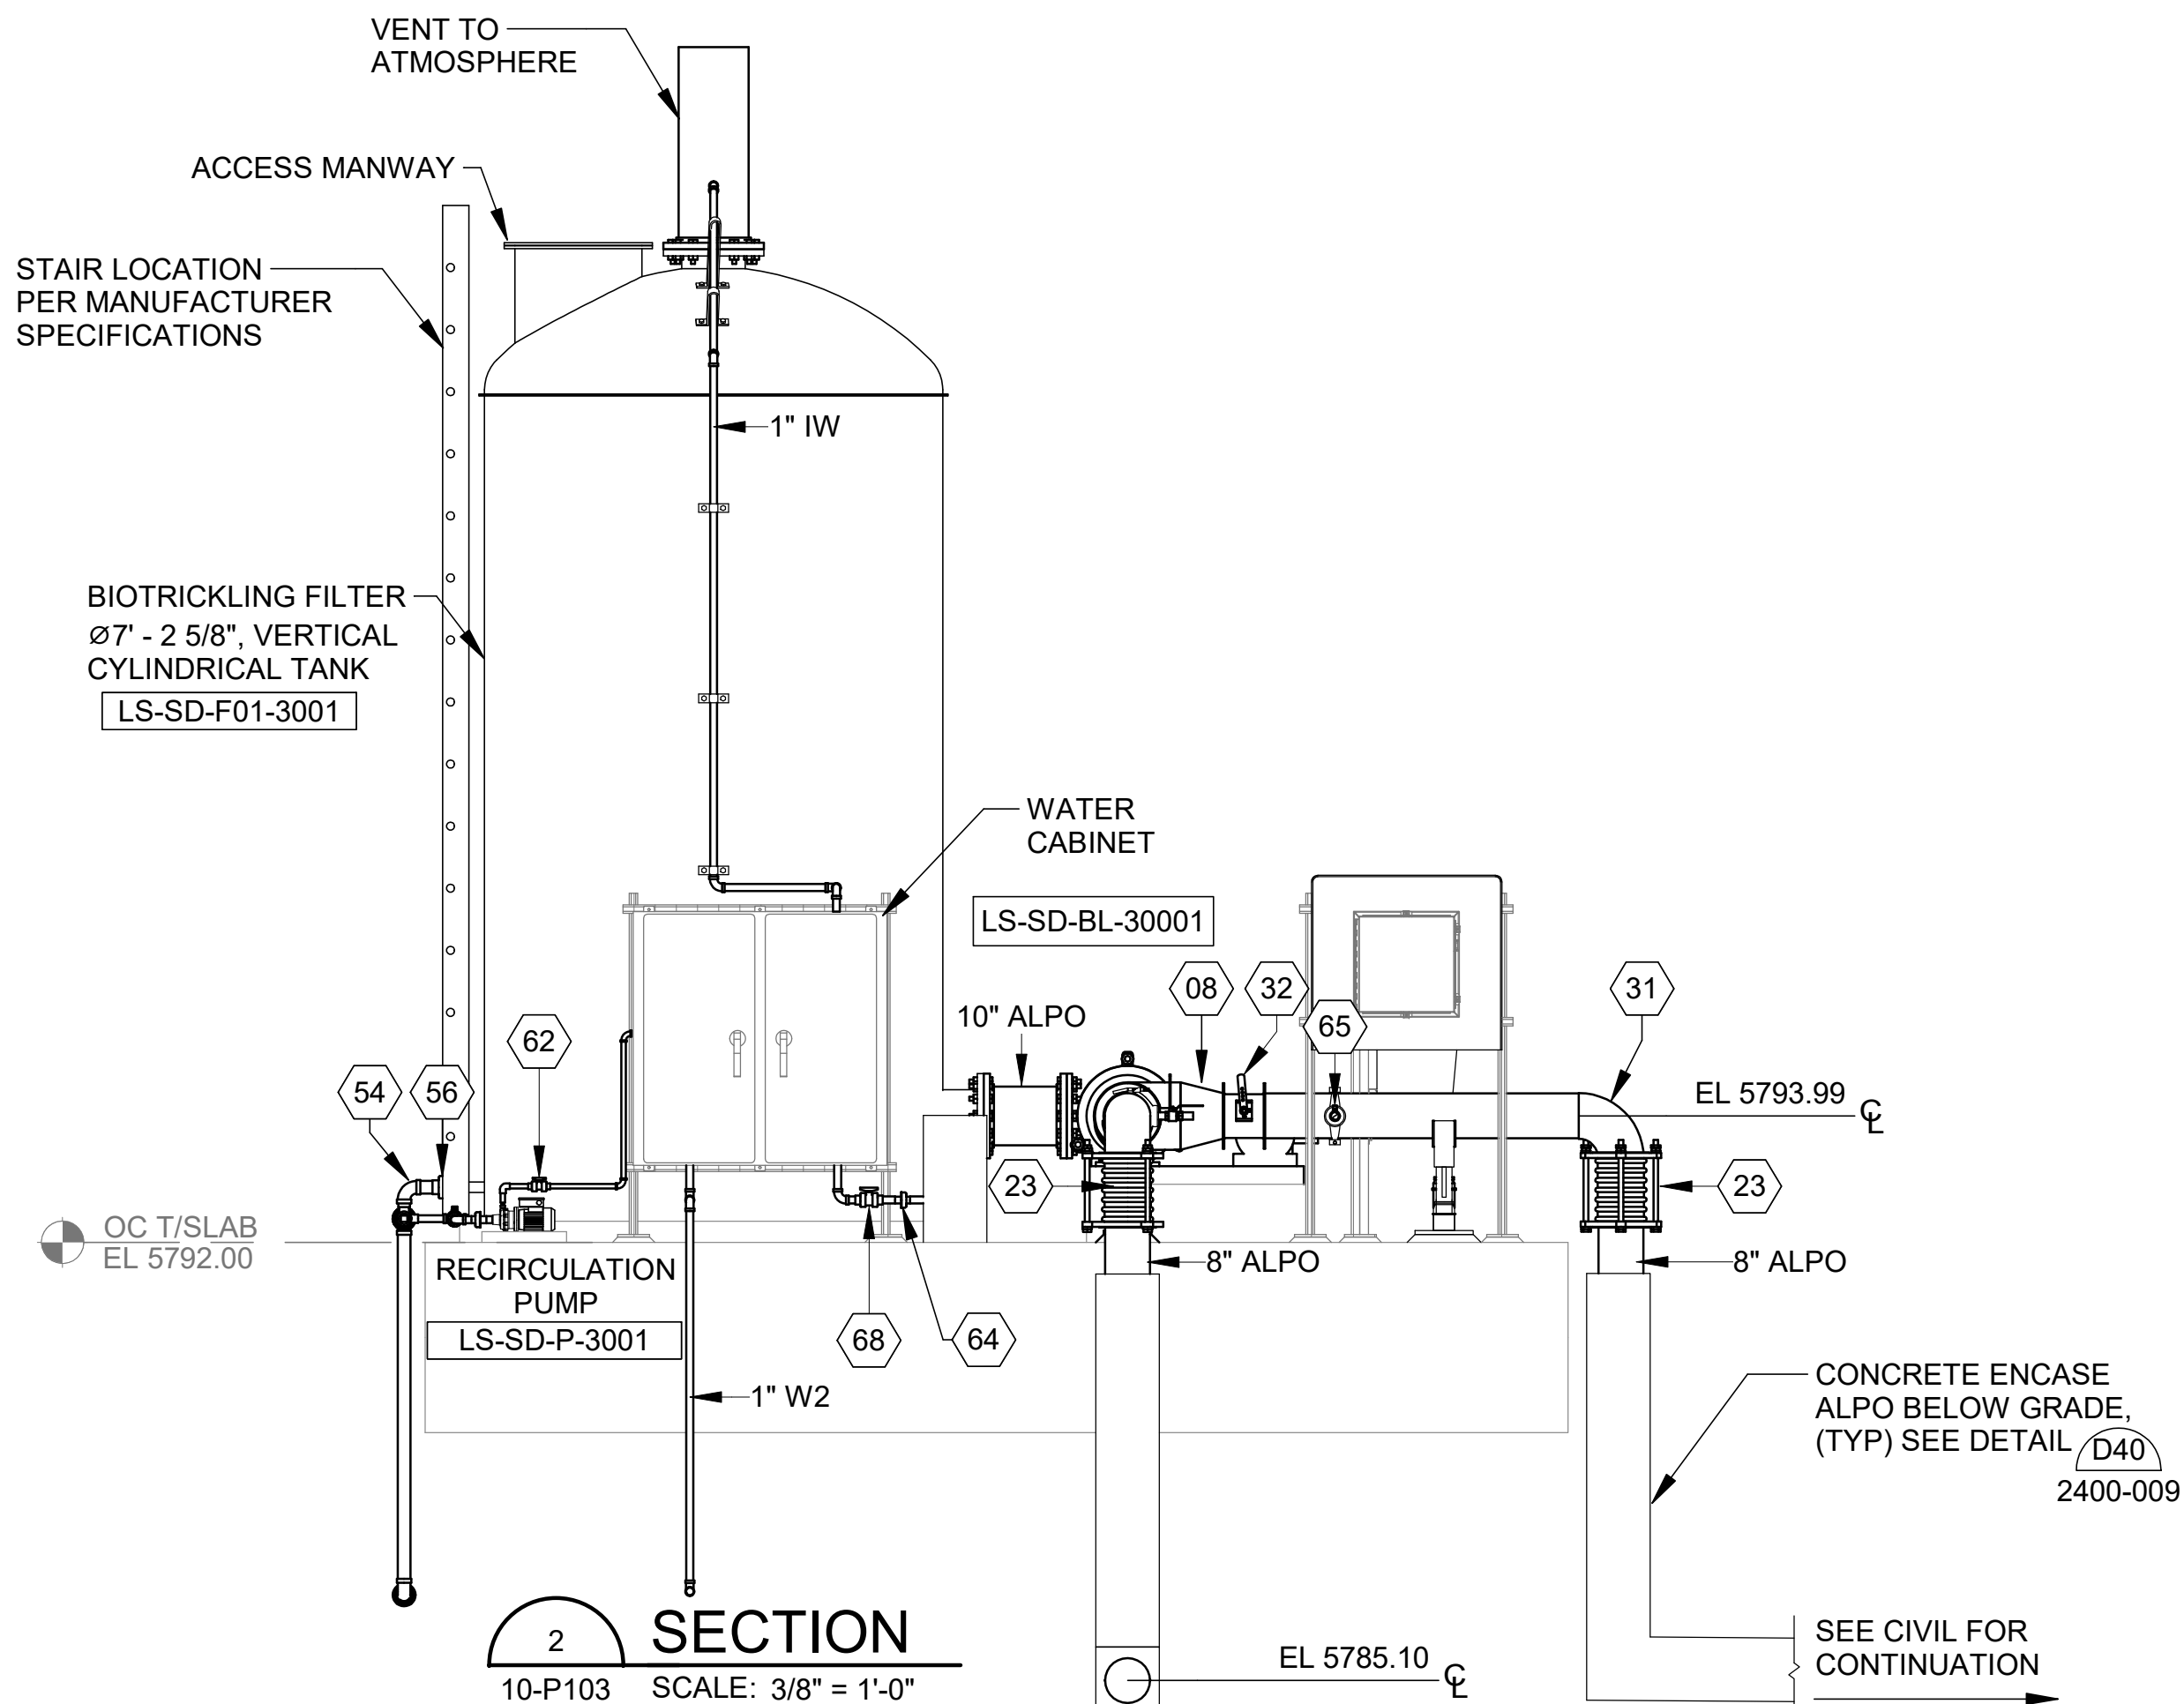 VENT TO
ATMOSPHERE
ACCESS MANWAY
STAIR LOCATION
PER MANUFACTURER
SPECIFICATIONS
1" IW
BIOTRICKLING FILTER
⌀7' - 2 5/8", VERTICAL
CYLINDRICAL TANK
LS-SD-F01-3001
WATER
CABINET
LS-SD-BL-30001
08
32
31
10" ALPO
65
62
54
56
EL 5793.99 ℄
23
23
OC T/SLAB
EL 5792.00
RECIRCULATION
PUMP
LS-SD-P-3001
8" ALPO
8" ALPO
68
64
1" W2
CONCRETE ENCASE
ALPO BELOW GRADE,
(TYP) SEE DETAIL
D40
2400-009
2
SECTION
10-P103
SCALE: 3/8" = 1'-0"
EL 5785.10 ℄
SEE CIVIL FOR
CONTINUATION